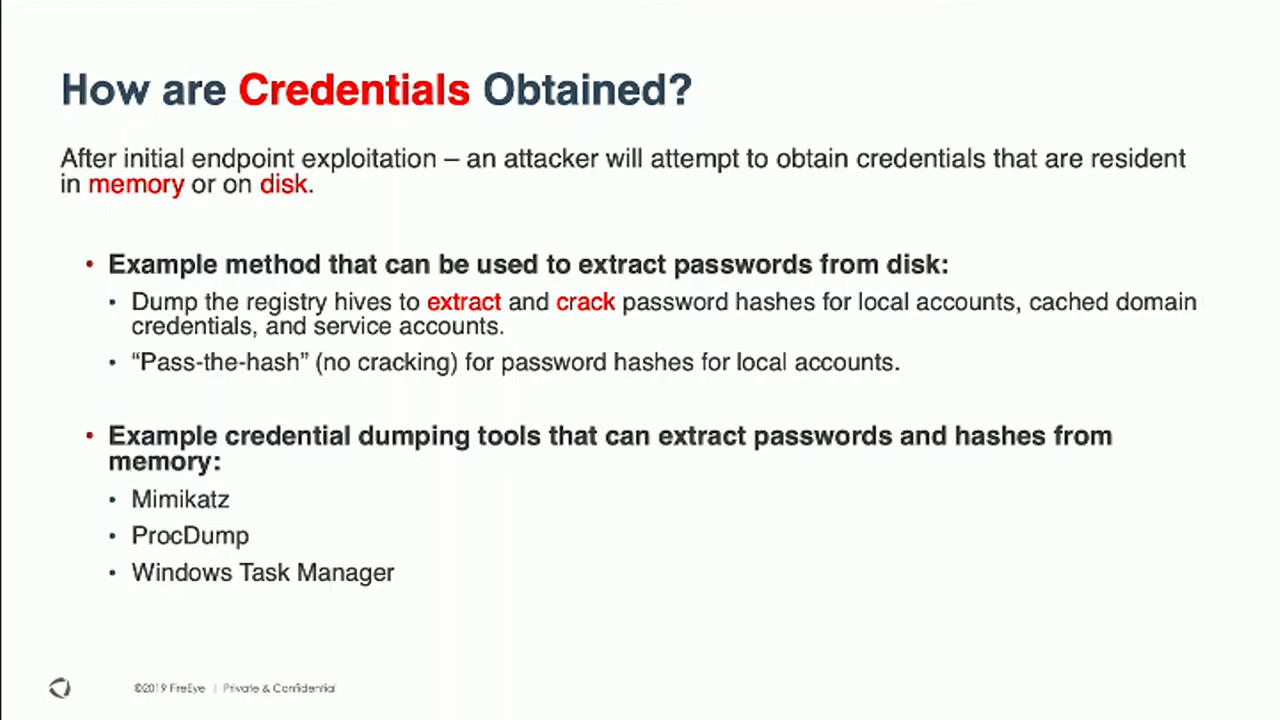 How are Credentials Obtained?
After initial endpoint exploitation – an attacker will attempt to obtain credentials that are resident
in memory or on disk.
• Example method that can be used to extract passwords from disk:
• Dump the registry hives to extract and crack password hashes for local accounts, cached domain
credentials, and service accounts.
• “Pass-the-hash” (no cracking) for password hashes for local accounts.
• Example credential dumping tools that can extract passwords and hashes from
memory:
• Mimikatz
• ProcDump
• Windows Task Manager
©2019 FireEye | Private & Confidential